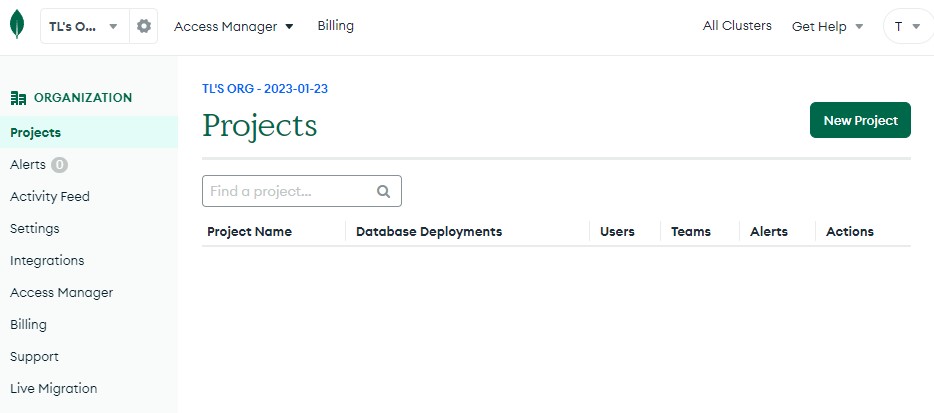 TL's O...
Access Manager
Billing
All Clusters
Get Help
T
ORGANIZATION
Projects
Alerts 0
Activity Feed
Settings
Integrations
Access Manager
Billing
Support
Live Migration
TL'S ORG - 2023-01-23
Projects
New Project
Find a project...
Project Name
Database Deployments
Users
Teams
Alerts
Actions